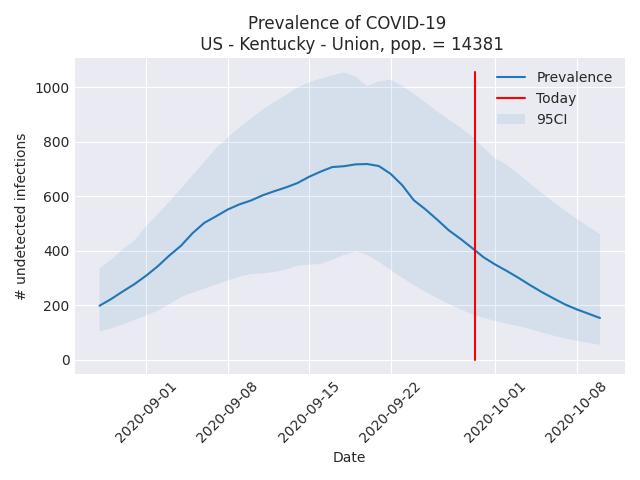 Prevalence of COVID-19
US - Kentucky - Union, pop. = 14381
Prevalence
Today
95CI
# undetected infections
1000
800
600
400
200
0
2020-09-01
2020-09-08
2020-09-15
2020-09-22
2020-10-01
2020-10-08
Date